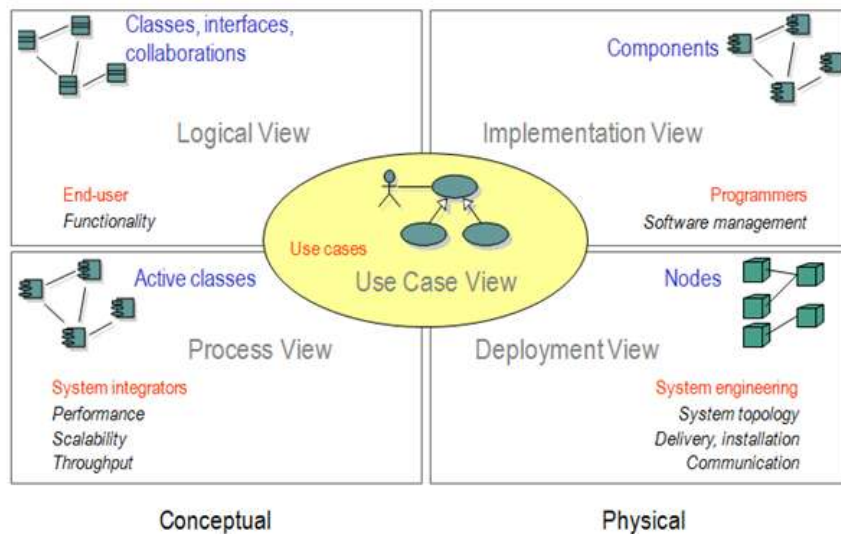 Classes, interfaces,
collaborations
Logical View
End-user
Functionality
Components
Implementation View
Programmers
Software management
Use cases
Use Case View
Active classes
Process View
System integrators
Performance
Scalability
Throughput
Nodes
Deployment View
System engineering
System topology
Delivery, installation
Communication
Conceptual
Physical